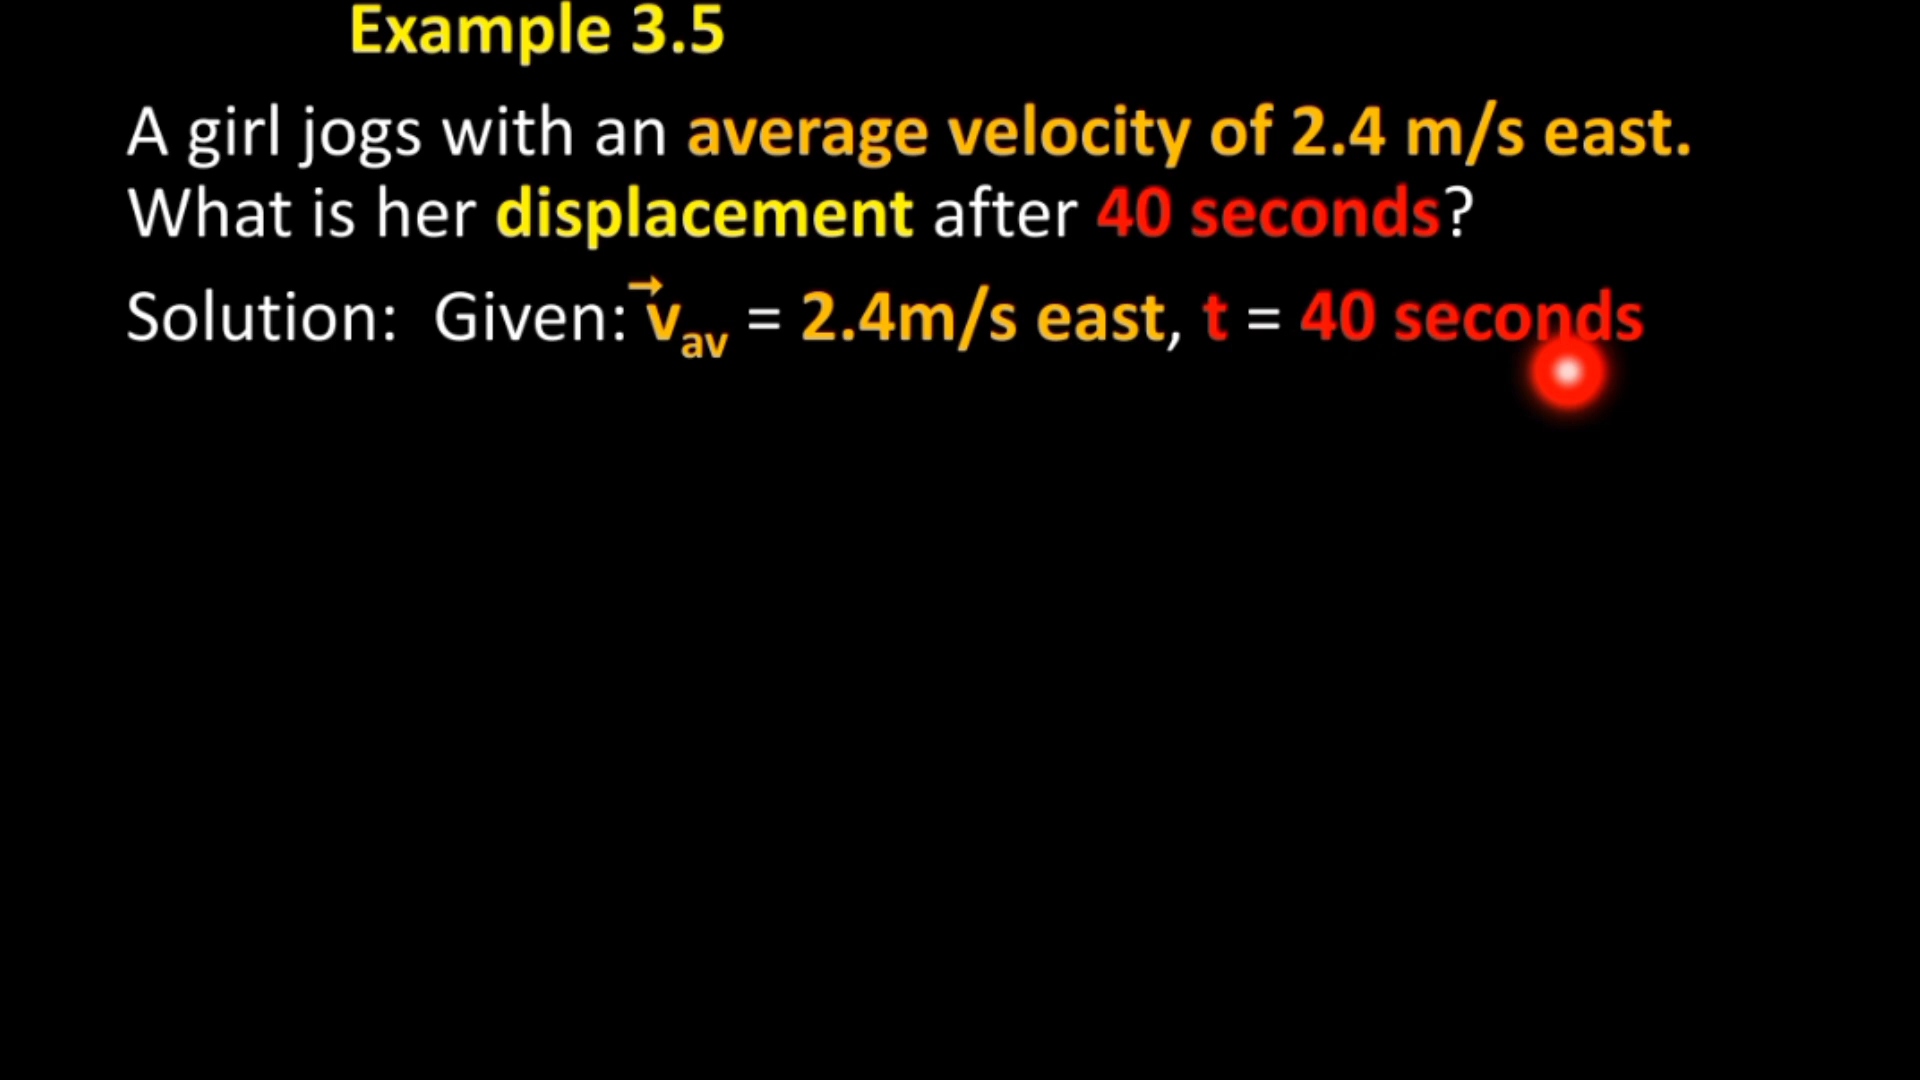 Example 3.5
A girl jogs with an average velocity of 2.4 m/s east.
What is her displacement after 40 seconds?
Solution: Given: v⃗av = 2.4m/s east, t = 40 seconds